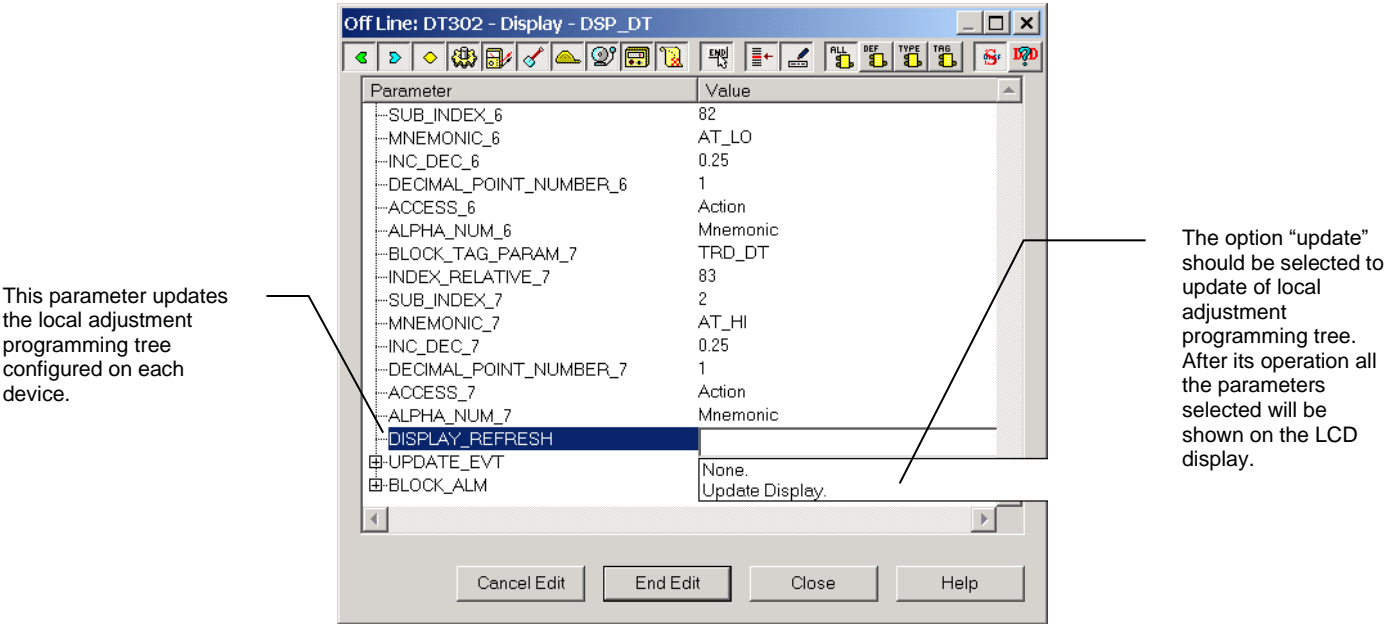 Off Line: DT302 - Display - DSP_DT
ALL DEF TYPE TAG
Parameter Value
SUB_INDEX_6 82
MNEMONIC_6 AT_LO
INC_DEC_6 0.25
DECIMAL_POINT_NUMBER_6 1
ACCESS_6 Action
ALPHA_NUM_6 Mnemonic
BLOCK_TAG_PARAM_7 TRD_DT
INDEX_RELATIVE_7 83
SUB_INDEX_7 2
MNEMONIC_7 AT_HI
INC_DEC_7 0.25
DECIMAL_POINT_NUMBER_7 1
ACCESS_7 Action
ALPHA_NUM_7 Mnemonic
DISPLAY_REFRESH
UPDATE_EVT
BLOCK_ALM
None.
Update Display.
Cancel Edit End Edit Close Help
This parameter updates
the local adjustment
programming tree
configured on each
device.
The option “update”
should be selected to
update of local
adjustment
programming tree.
After its operation all
the parameters
selected will be
shown on the LCD
display.